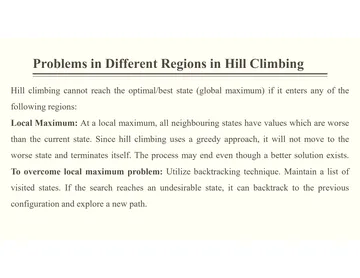 Problems in Different Regions in Hill Climbing
Hill climbing cannot reach the optimal/best state (global maximum) if it enters any of the
following regions:
Local Maximum: At a local maximum, all neighbouring states have values which are worse
than the current state. Since hill climbing uses a greedy approach, it will not move to the
worse state and terminates itself. The process may end even though a better solution exists.
To overcome local maximum problem: Utilize backtracking technique. Maintain a list of
visited states. If the search reaches an undesirable state, it can backtrack to the previous
configuration and explore a new path.